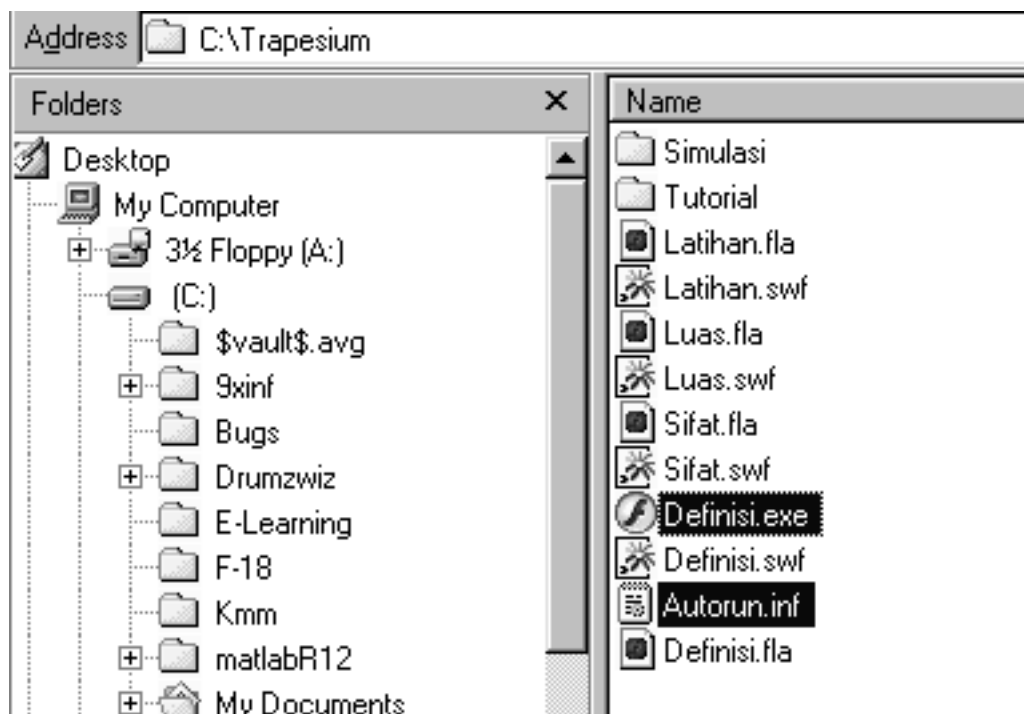 Address C:\Trapesium
Folders
Desktop
My Computer
3½ Floppy (A:)
(C:)
$vault$.avg
9xinf
Bugs
Drumzwiz
E-Learning
F-18
Kmm
matlabR12
My Documents
Name
Simulasi
Tutorial
Latihan.fla
Latihan.swf
Luas.fla
Luas.swf
Sifat.fla
Sifat.swf
Definisi.exe
Definisi.swf
Autorun.inf
Definisi.fla